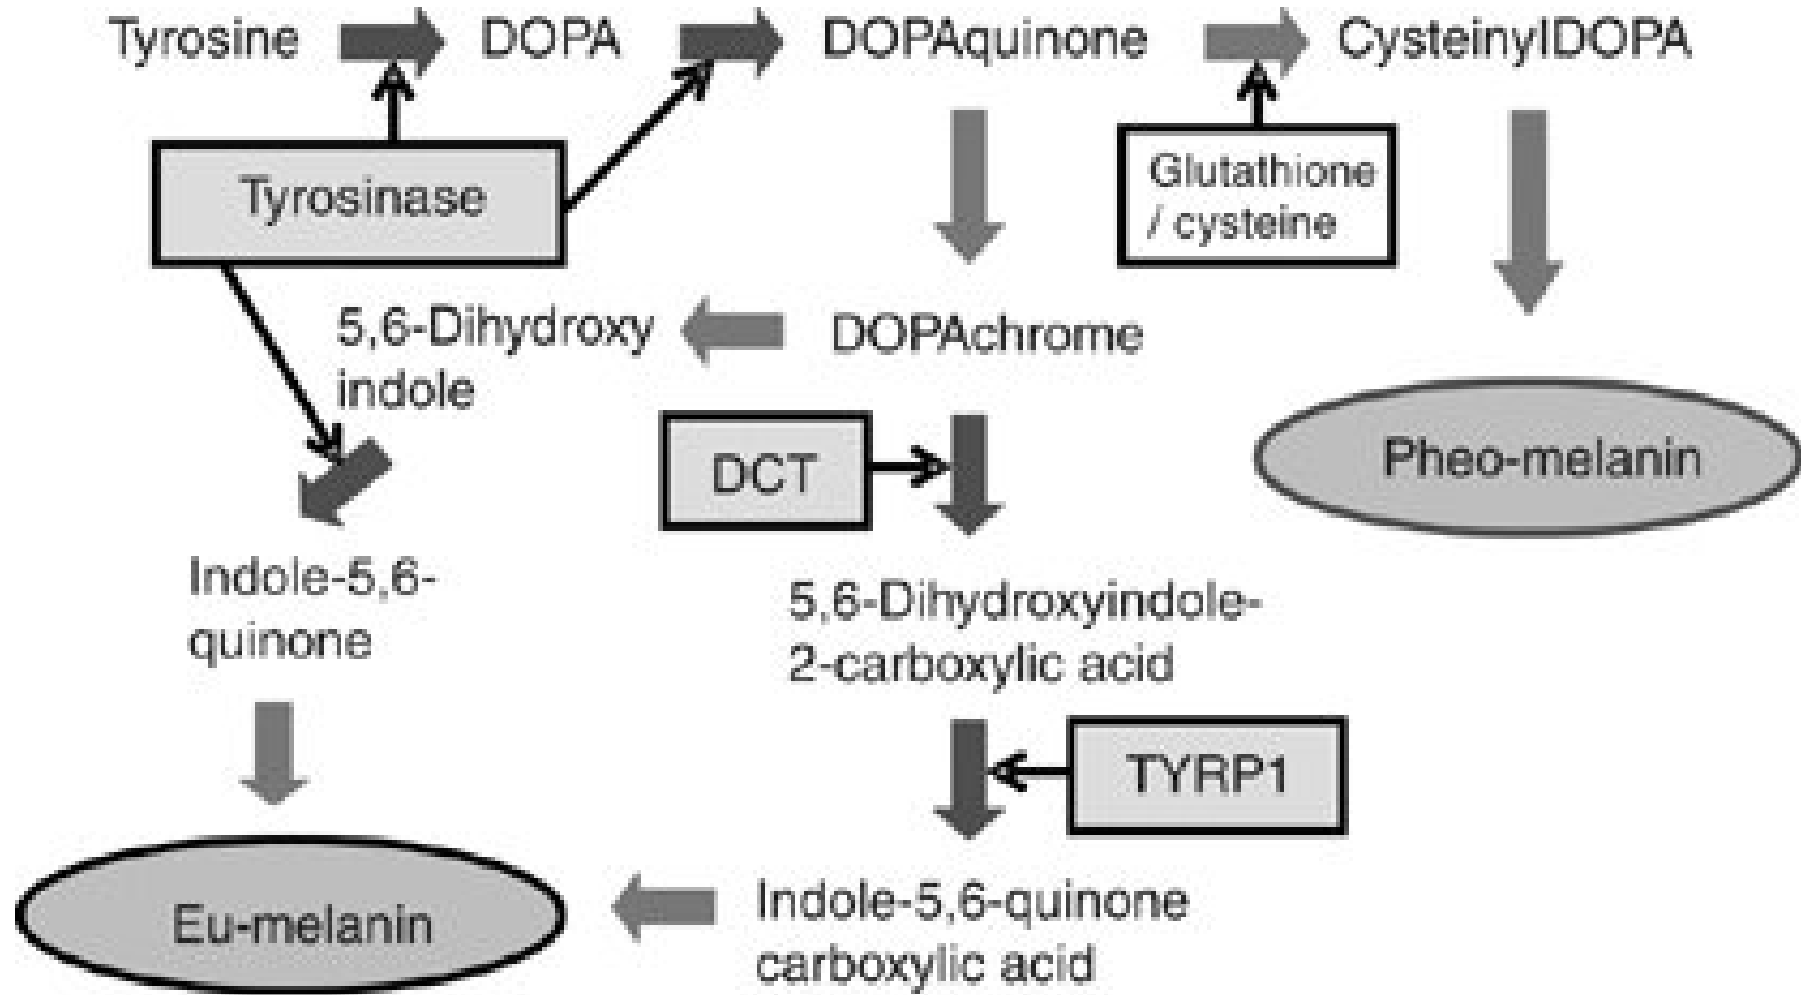 Tyrosine DOPA DOPAquinone CysteinylDOPA
Tyrosinase
Glutathione
/ cysteine
5,6-Dihydroxy
indole
DOPAchrome
DCT
Pheo-melanin
Indole-5,6-
quinone
5,6-Dihydroxyindole-
2-carboxylic acid
TYRP1
Eu-melanin
Indole-5,6-quinone
carboxylic acid